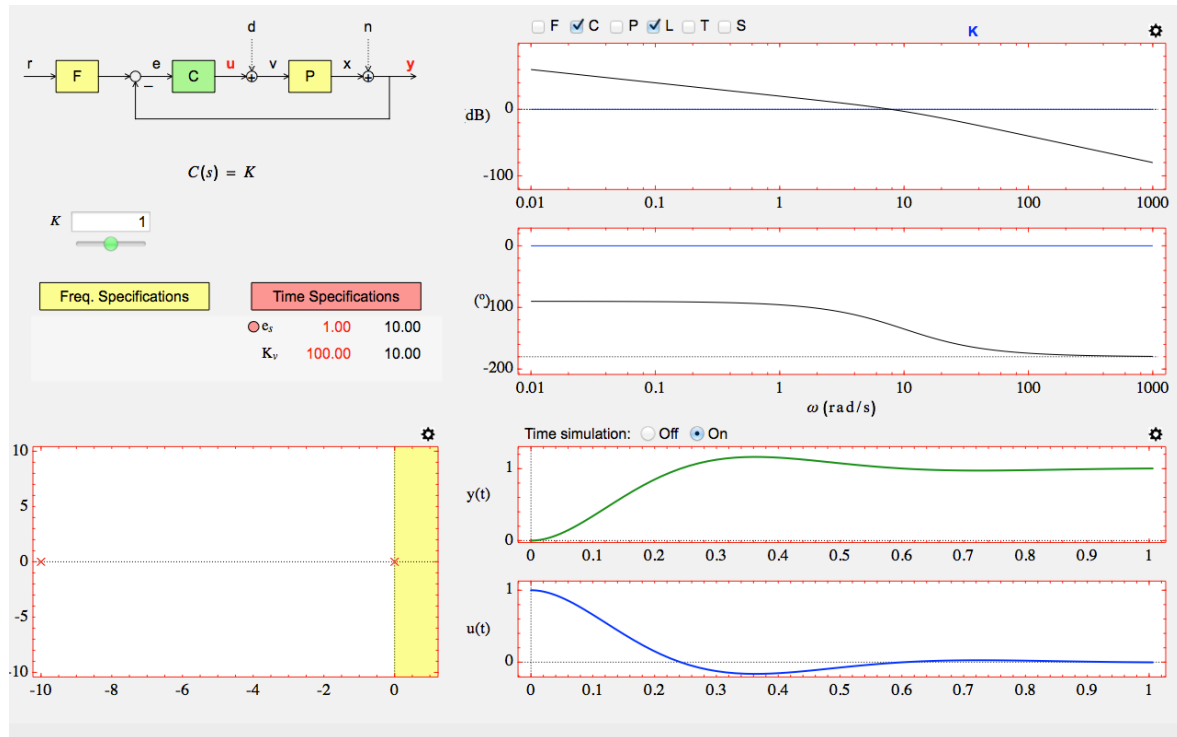 d n
r F e C u v P x y
+ +
−
C(s) = K
K 1
Freq. Specifications Time Specifications
eₛ 1.00 10.00
Kᵥ 100.00 10.00
F C P L T S K
(dB)
0
-100
0.01 0.1 1 10 100 1000
(º)
0
-100
-200
0.01 0.1 1 10 100 1000
ω (rad/s)
10
5
0
-5
-10
-10 -8 -6 -4 -2 0
Time simulation: Off On
y(t)
1
0
0 0.1 0.2 0.3 0.4 0.5 0.6 0.7 0.8 0.9 1
u(t)
1
0
0 0.1 0.2 0.3 0.4 0.5 0.6 0.7 0.8 0.9 1